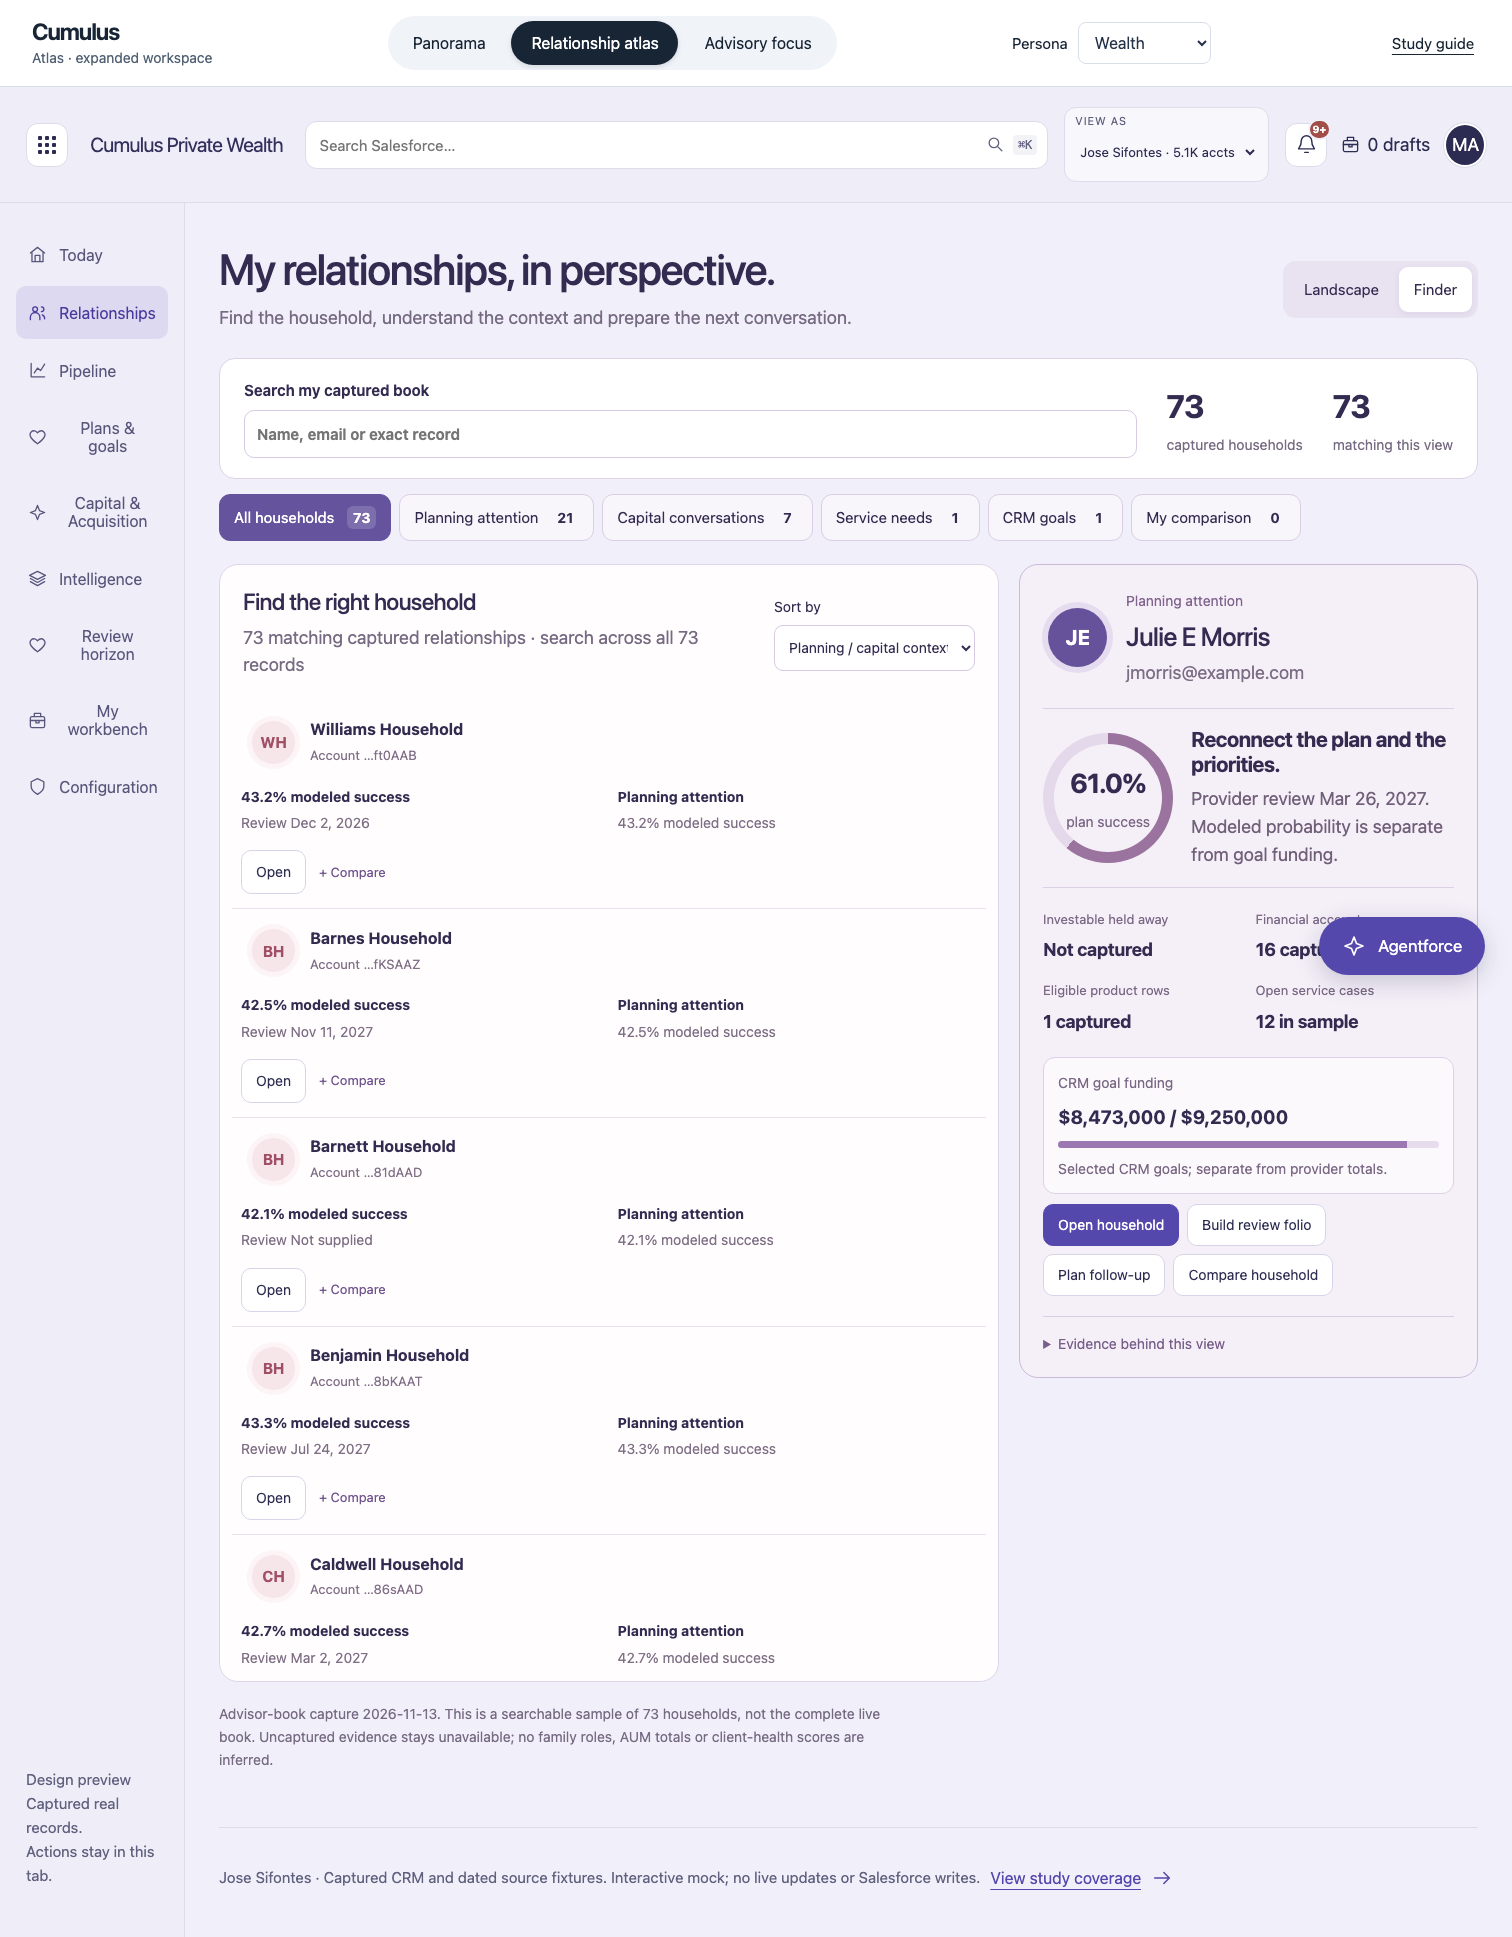 Cumulus
Atlas · expanded workspace
Panorama
Relationship atlas
Advisory focus
Persona
Wealth
Study guide
Cumulus Private Wealth
Search Salesforce...
⌘K
VIEW AS
Jose Sifontes · 5.1K accts
9+
0 drafts
MA
Today
Relationships
Pipeline
Plans &
goals
Capital &
Acquisition
Intelligence
Review
horizon
My
workbench
Configuration
Design preview
Captured real
records.
Actions stay in this
tab.
My relationships, in perspective.
Find the household, understand the context and prepare the next conversation.
Landscape
Finder
Search my captured book
Name, email or exact record
73
captured households
73
matching this view
All households 73
Planning attention 21
Capital conversations 7
Service needs 1
CRM goals 1
My comparison 0
Find the right household
73 matching captured relationships · search across all 73
records
Sort by
Planning / capital context
WH
Williams Household
Account ...ft0AAB
43.2% modeled success
Review Dec 2, 2026
Planning attention
43.2% modeled success
Open
+ Compare
BH
Barnes Household
Account ...fKSAAZ
42.5% modeled success
Review Nov 11, 2027
Planning attention
42.5% modeled success
Open
+ Compare
BH
Barnett Household
Account ...81dAAD
42.1% modeled success
Review Not supplied
Planning attention
42.1% modeled success
Open
+ Compare
BH
Benjamin Household
Account ...8bKAAT
43.3% modeled success
Review Jul 24, 2027
Planning attention
43.3% modeled success
Open
+ Compare
CH
Caldwell Household
Account ...86sAAD
42.7% modeled success
Review Mar 2, 2027
Planning attention
42.7% modeled success
JE
Planning attention
Julie E Morris
jmorris@example.com
61.0%
plan success
Reconnect the plan and the
priorities.
Provider review Mar 26, 2027.
Modeled probability is separate
from goal funding.
Investable held away
Not captured
Financial
16
Agentforce
Eligible product rows
1 captured
Open service cases
12 in sample
CRM goal funding
$8,473,000 / $9,250,000
Selected CRM goals; separate from provider totals.
Open household
Build review folio
Plan follow-up
Compare household
Evidence behind this view
Advisor-book capture 2026-11-13. This is a searchable sample of 73 households, not the complete live
book. Uncaptured evidence stays unavailable; no family roles, AUM totals or client-health scores are
inferred.
Jose Sifontes · Captured CRM and dated source fixtures. Interactive mock; no live updates or Salesforce writes.
View study coverage